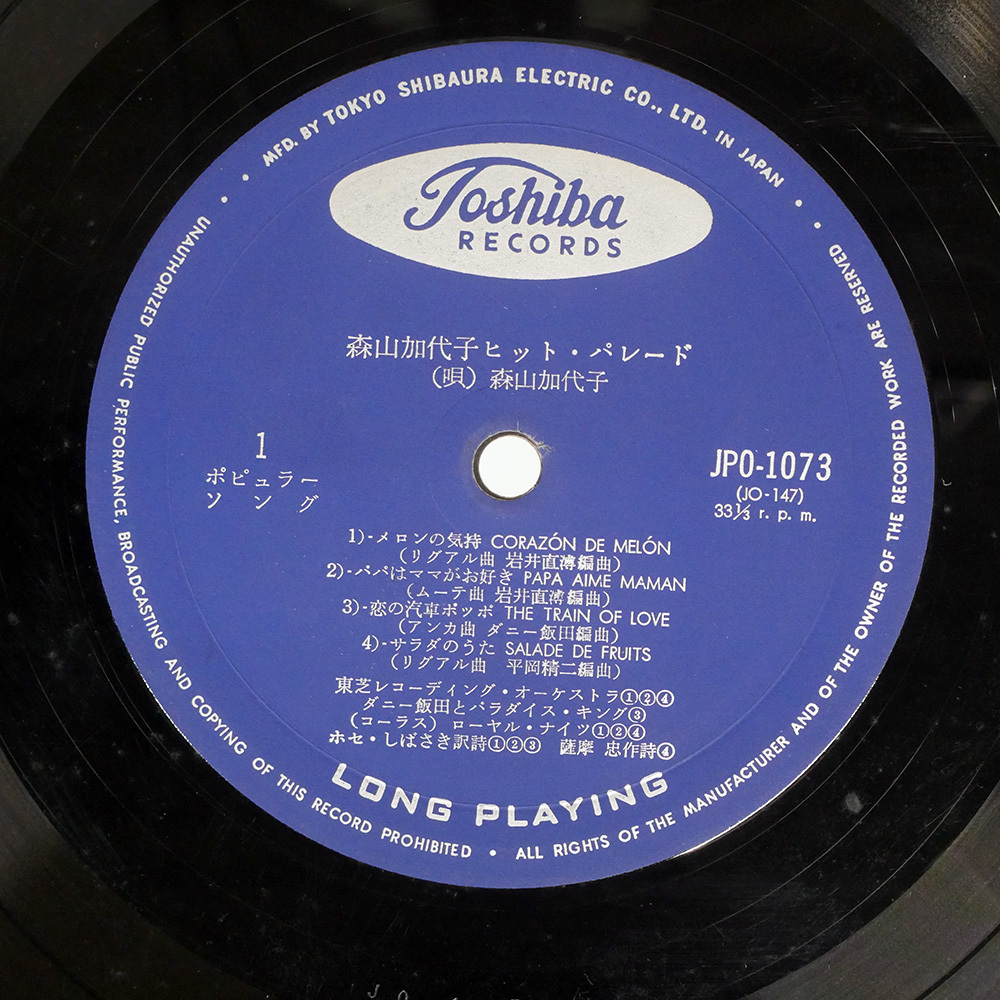 MFD. BY TOKYO SHIBAURA ELECTRIC CO., LTD. IN JAPAN
Toshiba
RECORDS
森山加代子ヒット・パレード
（唄）森山加代子
1
ポピュラー
ソング
JPO-1073
(JO-147)
33⅓ r. p. m.
1)-メロンの気持 CORAZÓN DE MELÓN
（リグアル曲 岩井直溥編曲）
2)-パパはママがお好き PAPA AIME MAMAN
（ムーテ曲 岩井直溥編曲）
3)-恋の汽車ポッポ THE TRAIN OF LOVE
（アンカ曲 ダニー飯田編曲）
4)-サラダのうた SALADE DE FRUITS
（リグアル曲 平岡精二編曲）
東芝レコーディング・オーケストラ①②④
ダニー飯田とパラダイス・キング③
（コーラス）ローヤル・ナイツ①②④
ホセ・しばさき訳詩①②③ 薩摩 忠作詩④
LONG PLAYING
UNAUTHORIZED PUBLIC PERFORMANCE, BROADCASTING AND COPYING OF THIS RECORD PROHIBITED • ALL RIGHTS OF THE MANUFACTURER AND OF THE OWNER OF THE RECORDED WORK ARE RESERVED